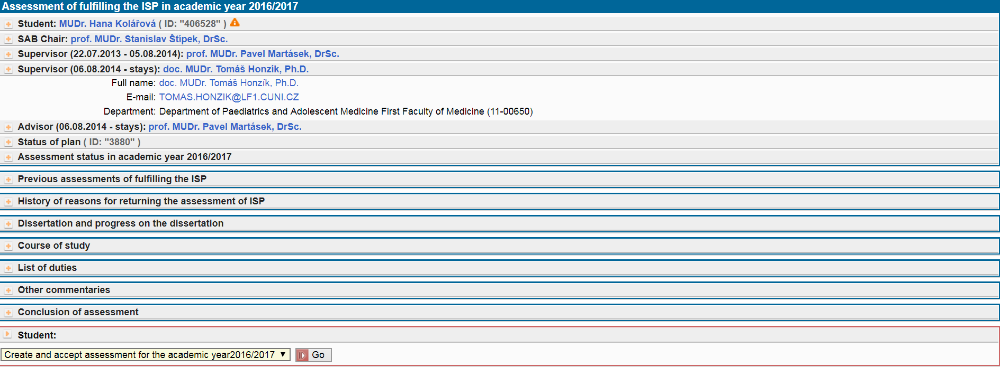 Assessment of fulfilling the ISP in academic year 2016/2017
Student: MUDr. Hana Kolářová ( ID: "406528" )
SAB Chair: prof. MUDr. Stanislav Štípek, DrSc.
Supervisor (22.07.2013 - 05.08.2014): prof. MUDr. Pavel Martásek, DrSc.
Supervisor (06.08.2014 - stays): doc. MUDr. Tomáš Honzík, Ph.D.
Full name: doc. MUDr. Tomáš Honzík, Ph.D.
E-mail: TOMAS.HONZIK@LF1.CUNI.CZ
Department: Department of Paediatrics and Adolescent Medicine First Faculty of Medicine (11-00650)
Advisor (06.08.2014 - stays): prof. MUDr. Pavel Martásek, DrSc.
Status of plan ( ID: "3880" )
Assessment status in academic year 2016/2017
Previous assessments of fulfilling the ISP
History of reasons for returning the assessment of ISP
Dissertation and progress on the dissertation
Course of study
List of duties
Other commentaries
Conclusion of assessment
Student:
Create and accept assessment for the academic year2016/2017 Go